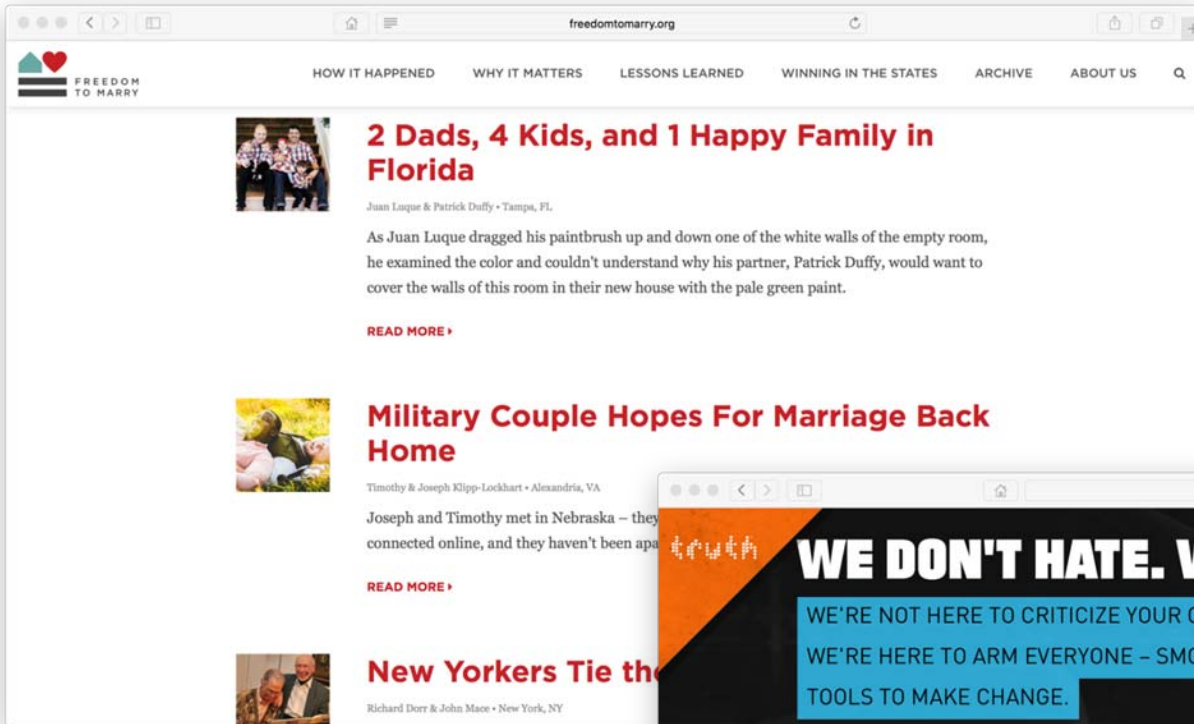 freedomtomarry.org
FREEDOM
TO MARRY
HOW IT HAPPENED WHY IT MATTERS LESSONS LEARNED WINNING IN THE STATES ARCHIVE ABOUT US
2 Dads, 4 Kids, and 1 Happy Family in
Florida
Juan Luque & Patrick Duffy • Tampa, FL
As Juan Luque dragged his paintbrush up and down one of the white walls of the empty room,
he examined the color and couldn't understand why his partner, Patrick Duffy, would want to
cover the walls of this room in their new house with the pale green paint.
READ MORE
Military Couple Hopes For Marriage Back
Home
Timothy & Joseph Klipp-Lockhart • Alexandria, VA
Joseph and Timothy met in Nebraska – they
connected online, and they haven't been apa
READ MORE
New Yorkers Tie the
Richard Dorr & John Mace • New York, NY
truth
WE DON'T HATE. W
WE'RE NOT HERE TO CRITICIZE YOUR C
WE'RE HERE TO ARM EVERYONE – SMO
TOOLS TO MAKE CHANGE.